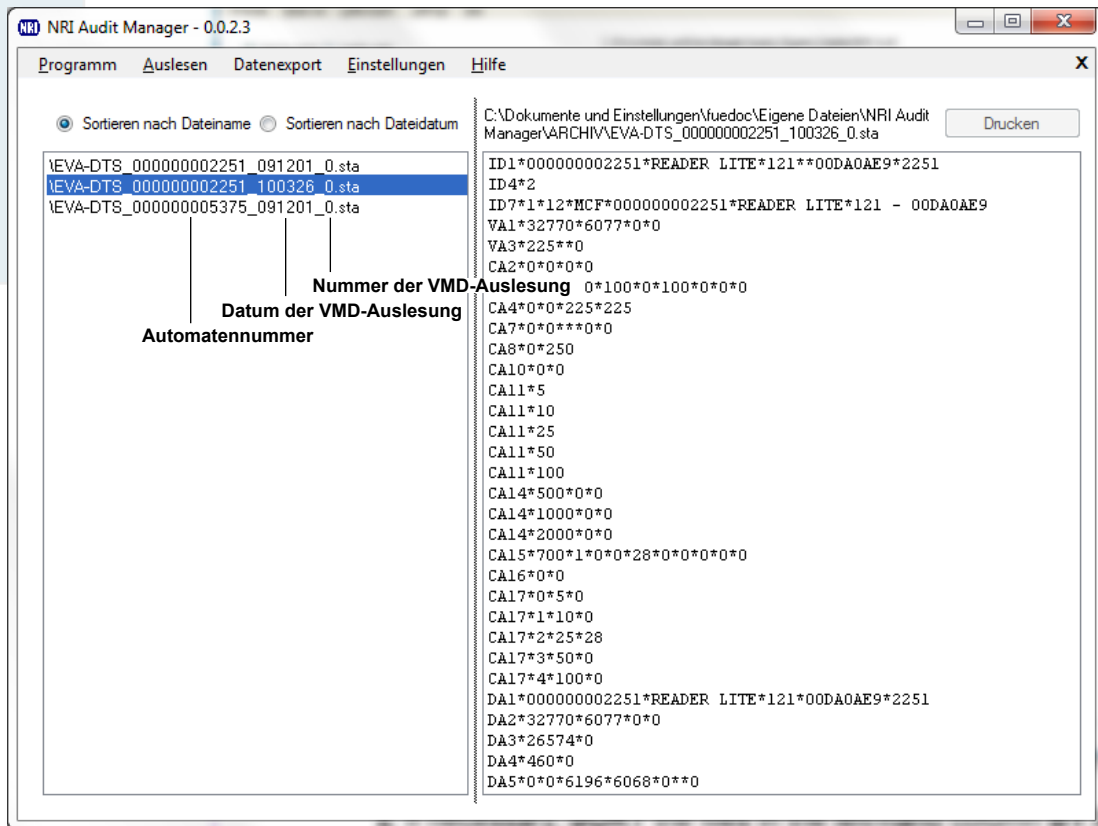 NRI Audit Manager - 0.0.2.3
X
Programm Auslesen Datenexport Einstellungen Hilfe X
Sortieren nach Dateiname Sortieren nach Dateidatum
C:\Dokumente und Einstellungen\fuedoc\Eigene Dateien\NRI Audit
Manager\ARCHIV\EVA-DTS_000000002251_100326_0.sta
Drucken
\EVA-DTS_000000002251_091201_0.sta
\EVA-DTS_000000002251_100326_0.sta
\EVA-DTS_000000005375_091201_0.sta
Nummer der VMD-Auslesung
Datum der VMD-Auslesung
Automatennummer
ID1*000000002251*READER LITE*121**00DA0AE9*2251
ID4*2
ID7*1*12*MCF*000000002251*READER LITE*121 - 00DA0AE9
VA1*32770*6077*0*0
VA3*225**0
CA2*0*0*0*0
0*100*0*100*0*0*0
CA4*0*0*225*225
CA7*0*0***0*0
CA8*0*250
CA10*0*0
CA11*5
CA11*10
CA11*25
CA11*50
CA11*100
CA14*500*0*0
CA14*1000*0*0
CA14*2000*0*0
CA15*700*1*0*0*28*0*0*0*0*0
CA16*0*0
CA17*0*5*0
CA17*1*10*0
CA17*2*25*28
CA17*3*50*0
CA17*4*100*0
DA1*000000002251*READER LITE*121*00DA0AE9*2251
DA2*32770*6077*0*0
DA3*26574*0
DA4*460*0
DA5*0*0*6196*6068*0**0